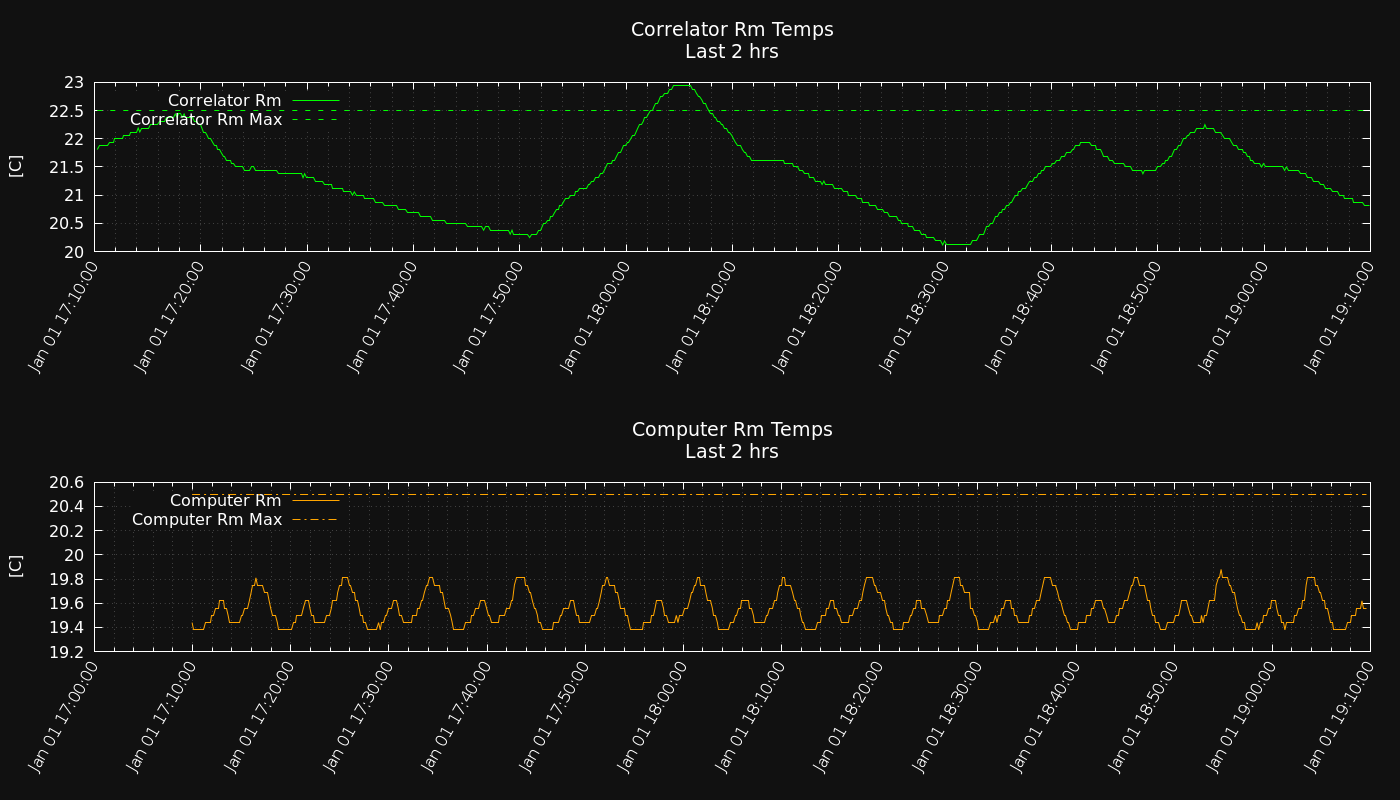 Correlator Rm Temps
Last 2 hrs
Correlator Rm
Correlator Rm Max
[C]
23
22.5
22
21.5
21
20.5
20
Jan 01 17:10:00
Jan 01 17:20:00
Jan 01 17:30:00
Jan 01 17:40:00
Jan 01 17:50:00
Jan 01 18:00:00
Jan 01 18:10:00
Jan 01 18:20:00
Jan 01 18:30:00
Jan 01 18:40:00
Jan 01 18:50:00
Jan 01 19:00:00
Jan 01 19:10:00
Computer Rm Temps
Last 2 hrs
Computer Rm
Computer Rm Max
[C]
20.6
20.4
20.2
20
19.8
19.6
19.4
19.2
Jan 01 17:00:00
Jan 01 17:10:00
Jan 01 17:20:00
Jan 01 17:30:00
Jan 01 17:40:00
Jan 01 17:50:00
Jan 01 18:00:00
Jan 01 18:10:00
Jan 01 18:20:00
Jan 01 18:30:00
Jan 01 18:40:00
Jan 01 18:50:00
Jan 01 19:00:00
Jan 01 19:10:00